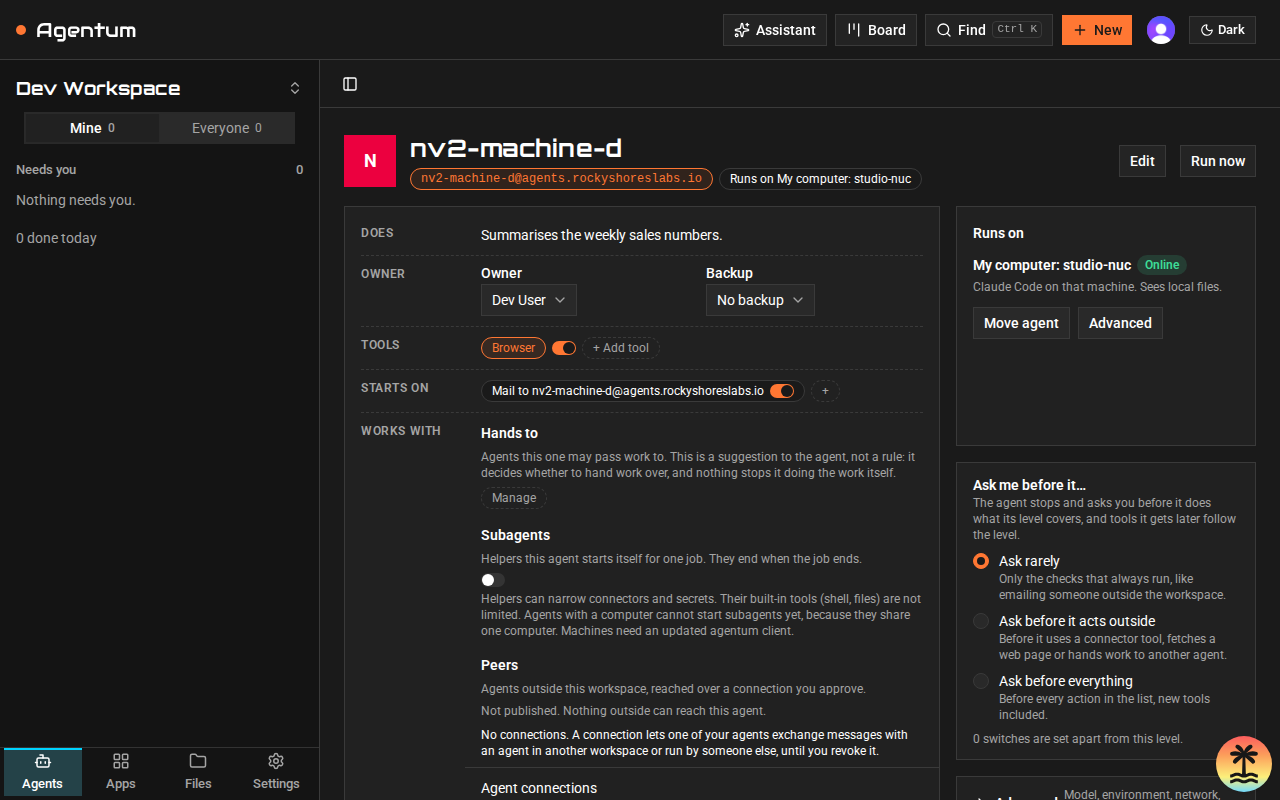 Agentum
Assistant
Board
Find Ctrl K
New
Dark
Dev Workspace
Mine 0
Everyone 0
Needs you 0
Nothing needs you.
0 done today
Agents
Apps
Files
Settings
N
nv2-machine-d
nv2-machine-d@agents.rockyshoreslabs.io
Runs on My computer: studio-nuc
Edit
Run now
DOES
Summarises the weekly sales numbers.
OWNER
Owner
Dev User
Backup
No backup
TOOLS
Browser
+ Add tool
STARTS ON
Mail to nv2-machine-d@agents.rockyshoreslabs.io
+
WORKS WITH
Hands to
Agents this one may pass work to. This is a suggestion to the agent, not a rule: it
decides whether to hand work over, and nothing stops it doing the work itself.
Manage
Subagents
Helpers this agent starts itself for one job. They end when the job ends.
Helpers can narrow connectors and secrets. Their built-in tools (shell, files) are not
limited. Agents with a computer cannot start subagents yet, because they share
one computer. Machines need an updated agentum client.
Peers
Agents outside this workspace, reached over a connection you approve.
Not published. Nothing outside can reach this agent.
No connections. A connection lets one of your agents exchange messages with
an agent in another workspace or run by someone else, until you revoke it.
Agent connections
Runs on
My computer: studio-nuc Online
Claude Code on that machine. Sees local files.
Move agent
Advanced
Ask me before it…
The agent stops and asks you before it does
what its level covers, and tools it gets later follow
the level.
Ask rarely
Only the checks that always run, like
emailing someone outside the workspace.
Ask before it acts outside
Before it uses a connector tool, fetches a
web page or hands work to another agent.
Ask before everything
Before every action in the list, new tools
included.
0 switches are set apart from this level.
Model, environment, network,